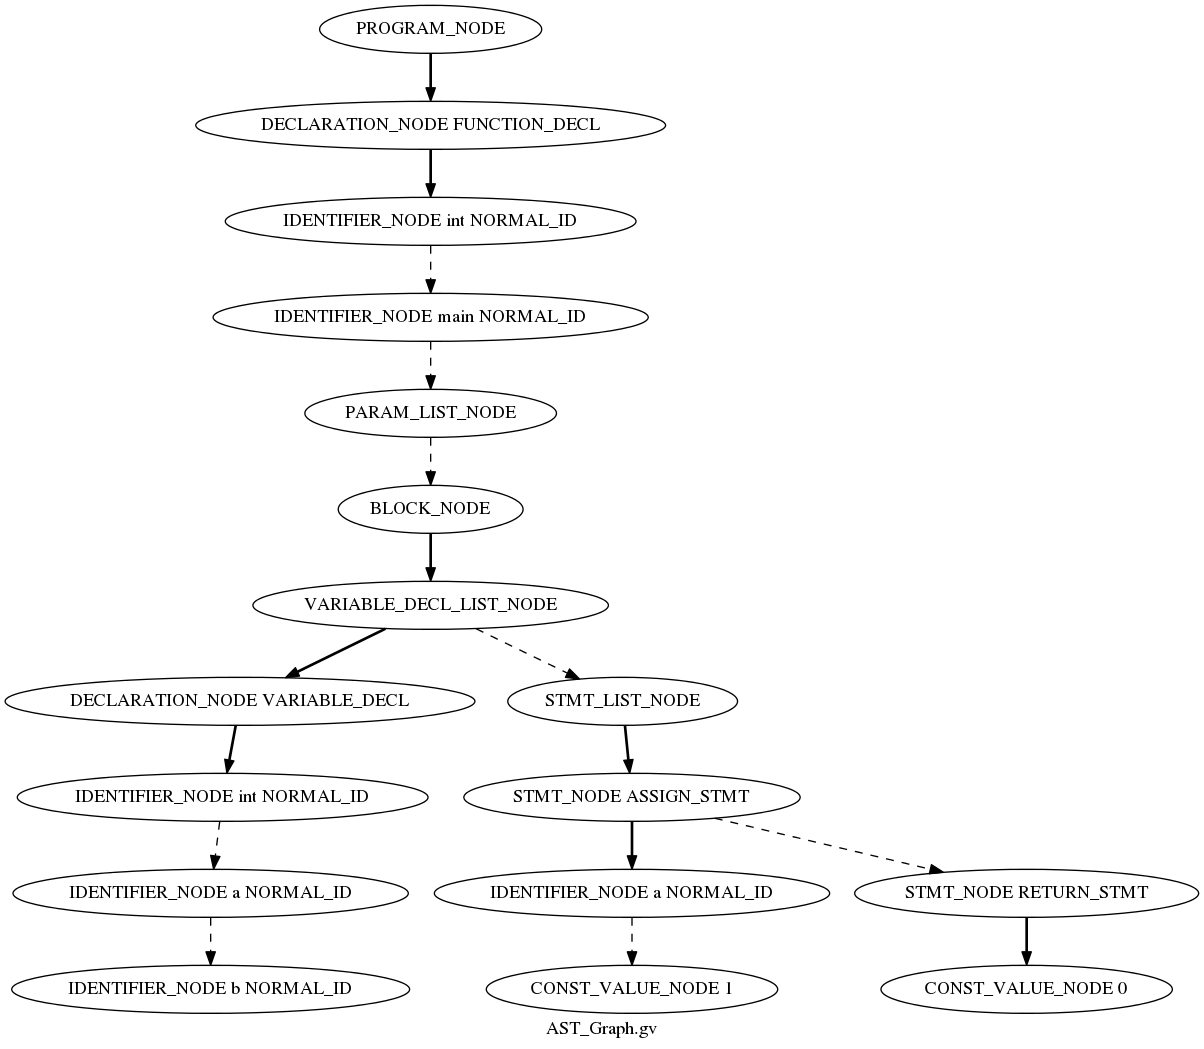 PROGRAM_NODE
DECLARATION_NODE FUNCTION_DECL
IDENTIFIER_NODE int NORMAL_ID
IDENTIFIER_NODE main NORMAL_ID
PARAM_LIST_NODE
BLOCK_NODE
VARIABLE_DECL_LIST_NODE
DECLARATION_NODE VARIABLE_DECL
STMT_LIST_NODE
IDENTIFIER_NODE int NORMAL_ID
STMT_NODE ASSIGN_STMT
IDENTIFIER_NODE a NORMAL_ID
IDENTIFIER_NODE a NORMAL_ID
STMT_NODE RETURN_STMT
IDENTIFIER_NODE b NORMAL_ID
CONST_VALUE_NODE 1
CONST_VALUE_NODE 0
AST_Graph.gv